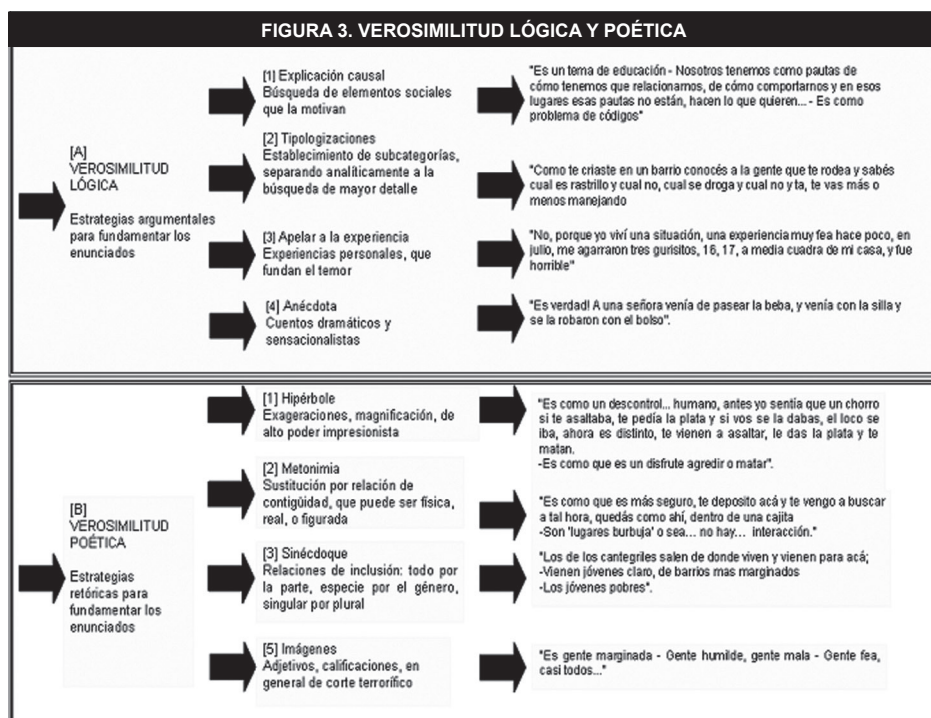 FIGURA 3. VEROSIMILITUD LÓGICA Y POÉTICA
[A]
VEROSIMILITUD
LÓGICA
Estrategias argumentales
para fundamentar los
enunciados
[1] Explicación causal
Búsqueda de elementos sociales
que la motivan
"Es un tema de educación - Nosotros tenemos como pautas de
cómo tenemos que relacionarnos, de cómo comportarnos y en esos
lugares esas pautas no están, hacen lo que quieren... - Es como
problema de códigos"
[2] Tipologizaciones
Establecimiento de subcategorías,
separando analíticamente a la
búsqueda de mayor detalle
"Como te criaste en un barrio conocés a la gente que te rodea y sabés
cual es rastrillo y cual no, cual se droga y cual no y ta, te vas más o
menos manejando
[3] Apelar a la experiencia
Experiencias personales, que
fundan el temor
"No, porque yo viví una situación, una experiencia muy fea hace poco, en
julio, me agarraron tres gurisitos, 16, 17, a media cuadra de mi casa, y fue
horrible"
[4] Anécdota
Cuentos dramáticos y
sensacionalistas
"Es verdad! A una señora venía de pasear la beba, y venía con la silla y
se la robaron con el bolso".
[B]
VEROSIMILITUD
POÉTICA
Estrategias
retóricas para
fundamentar los
enunciados
[1] Hipérbole
Exageraciones, magnificación, de
alto poder impresionista
"Es como un descontrol... humano, antes yo sentía que un chorro
si te asaltaba, te pedía la plata y si vos se la dabas, el loco se
iba, ahora es distinto, te vienen a asaltar, le das la plata y te
matan.
-Es como que es un disfrute agredir o matar".
[2] Metonimia
Sustitución por relación de
contigüidad, que puede ser física,
real, o figurada
"Es como que es más seguro, te deposito acá y te vengo a buscar
a tal hora, quedás como ahí, dentro de una cajita
-Son 'lugares burbuja' o sea... no hay... interacción."
[3] Sinécdoque
Relaciones de inclusión: todo por
la parte, especie por el género,
singular por plural
"Los de los cantegriles salen de donde viven y vienen para acá;
-Vienen jóvenes claro, de barrios mas marginados
-Los jóvenes pobres".
[5] Imágenes
Adjetivos, calificaciones, en
general de corte terrorífico
"Es gente marginada - Gente humilde, gente mala - Gente fea,
casi todos..."